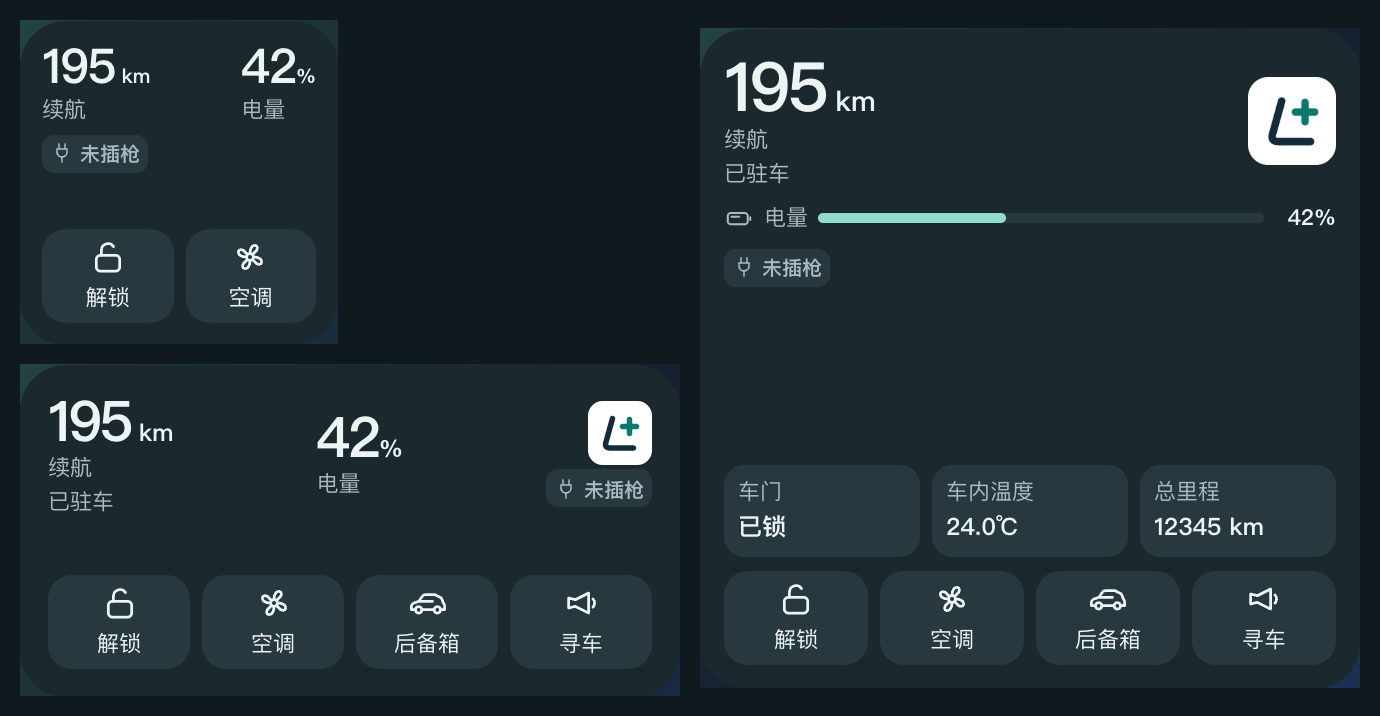 195 km
42%
续航
电量
未插枪
解锁
空调
195 km
42%
续航
电量
已驻车
未插枪
解锁
空调
后备箱
寻车
195 km
续航
已驻车
电量
42%
未插枪
车门
车内温度
总里程
已锁
24.0℃
12345 km
解锁
空调
后备箱
寻车